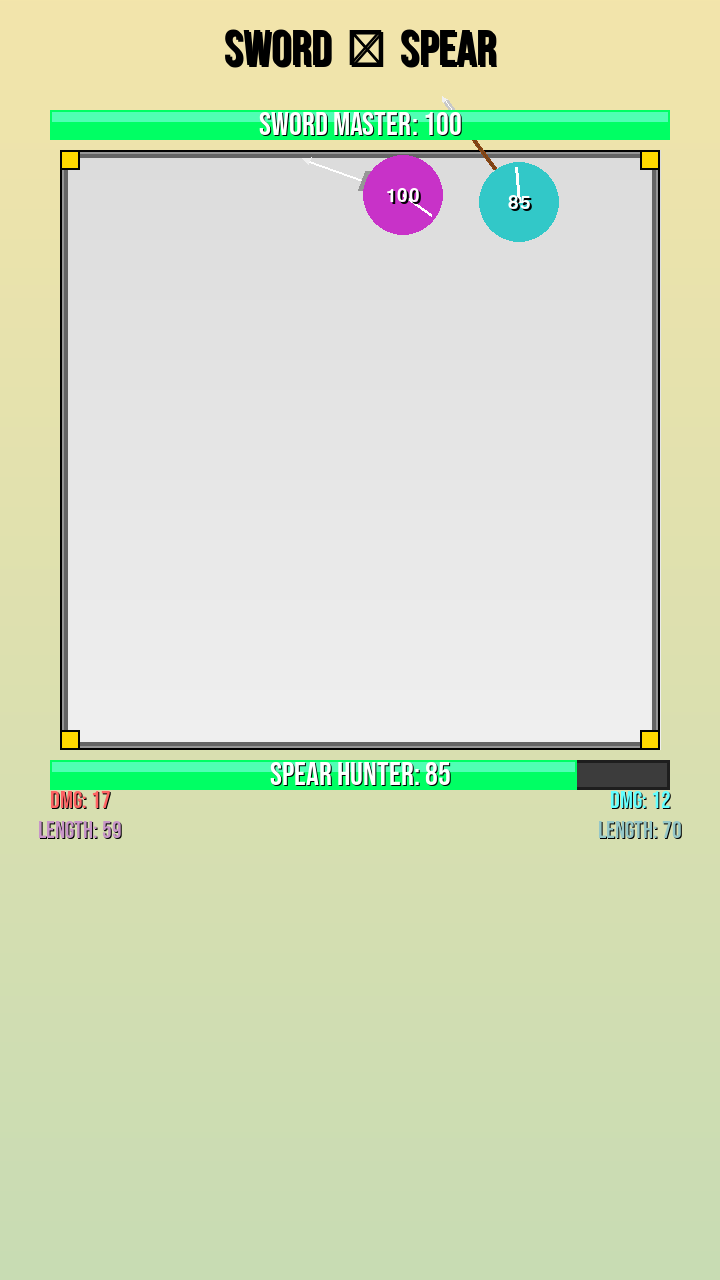 SWORD SPEAR
SWORD MASTER: 100
100
85
SPEAR HUNTER: 85
DMG: 17
DMG: 12
LENGTH: 59
LENGTH: 70